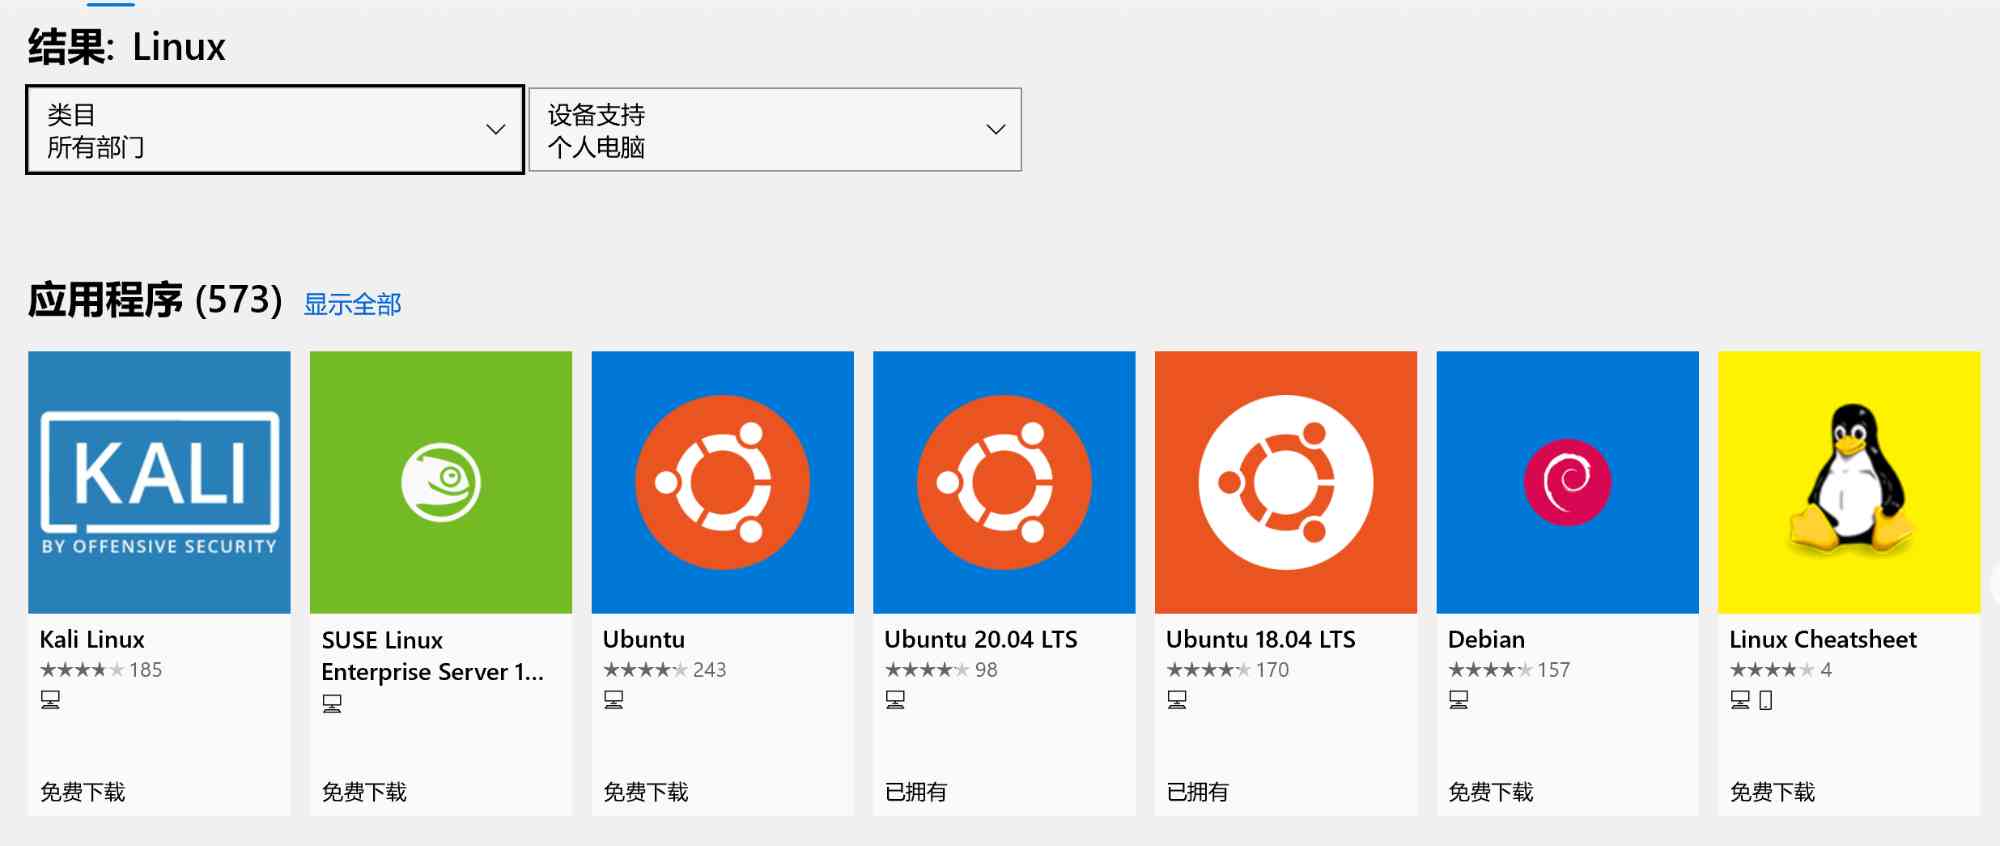 结果: Linux
类目
所有部门
设备支持
个人电脑
应用程序 (573) 显示全部
KALI
BY OFFENSIVE SECURITY
Kali Linux
185
免费下载
SUSE Linux
Enterprise Server 1...
免费下载
Ubuntu
243
免费下载
Ubuntu 20.04 LTS
98
已拥有
Ubuntu 18.04 LTS
170
已拥有
Debian
157
免费下载
Linux Cheatsheet
4
免费下载